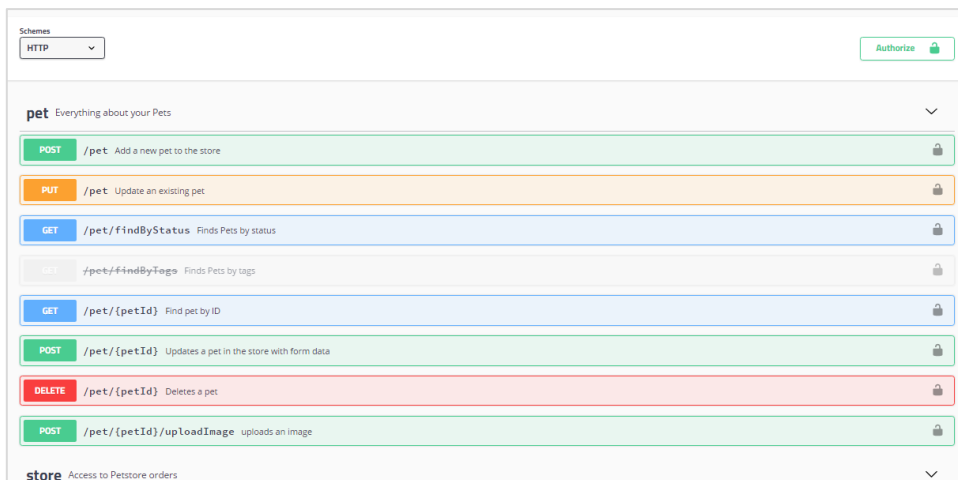 Schemes
HTTP
Authorize
pet Everything about your Pets
POST /pet Add a new pet to the store
PUT /pet Update an existing pet
GET /pet/findByStatus Finds Pets by status
GET /pet/findByTags Finds Pets by tags
GET /pet/{petId} Find pet by ID
POST /pet/{petId} Updates a pet in the store with form data
DELETE /pet/{petId} Deletes a pet
POST /pet/{petId}/uploadImage uploads an image
store Access to Petstore orders